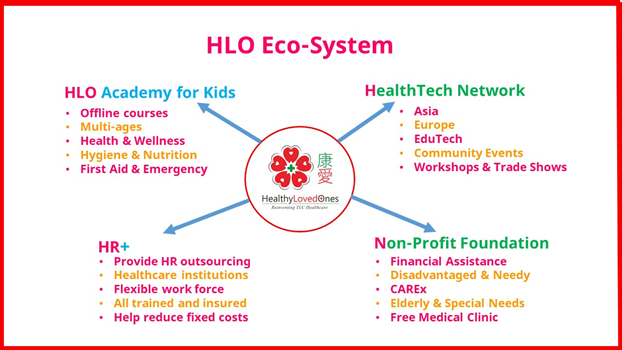 HLO Eco-System
HLO Academy for Kids
• Offline courses
• Multi-ages
• Health & Wellness
• Hygiene & Nutrition
• First Aid & Emergency
HealthTech Network
• Asia
• Europe
• EduTech
• Community Events
• Workshops & Trade Shows
康
愛
HealthyLovedOnes
Reinventing TLC Healthcare
HR+
• Provide HR outsourcing
• Healthcare institutions
• Flexible work force
• All trained and insured
• Help reduce fixed costs
Non-Profit Foundation
• Financial Assistance
• Disadvantaged & Needy
• CAREx
• Elderly & Special Needs
• Free Medical Clinic